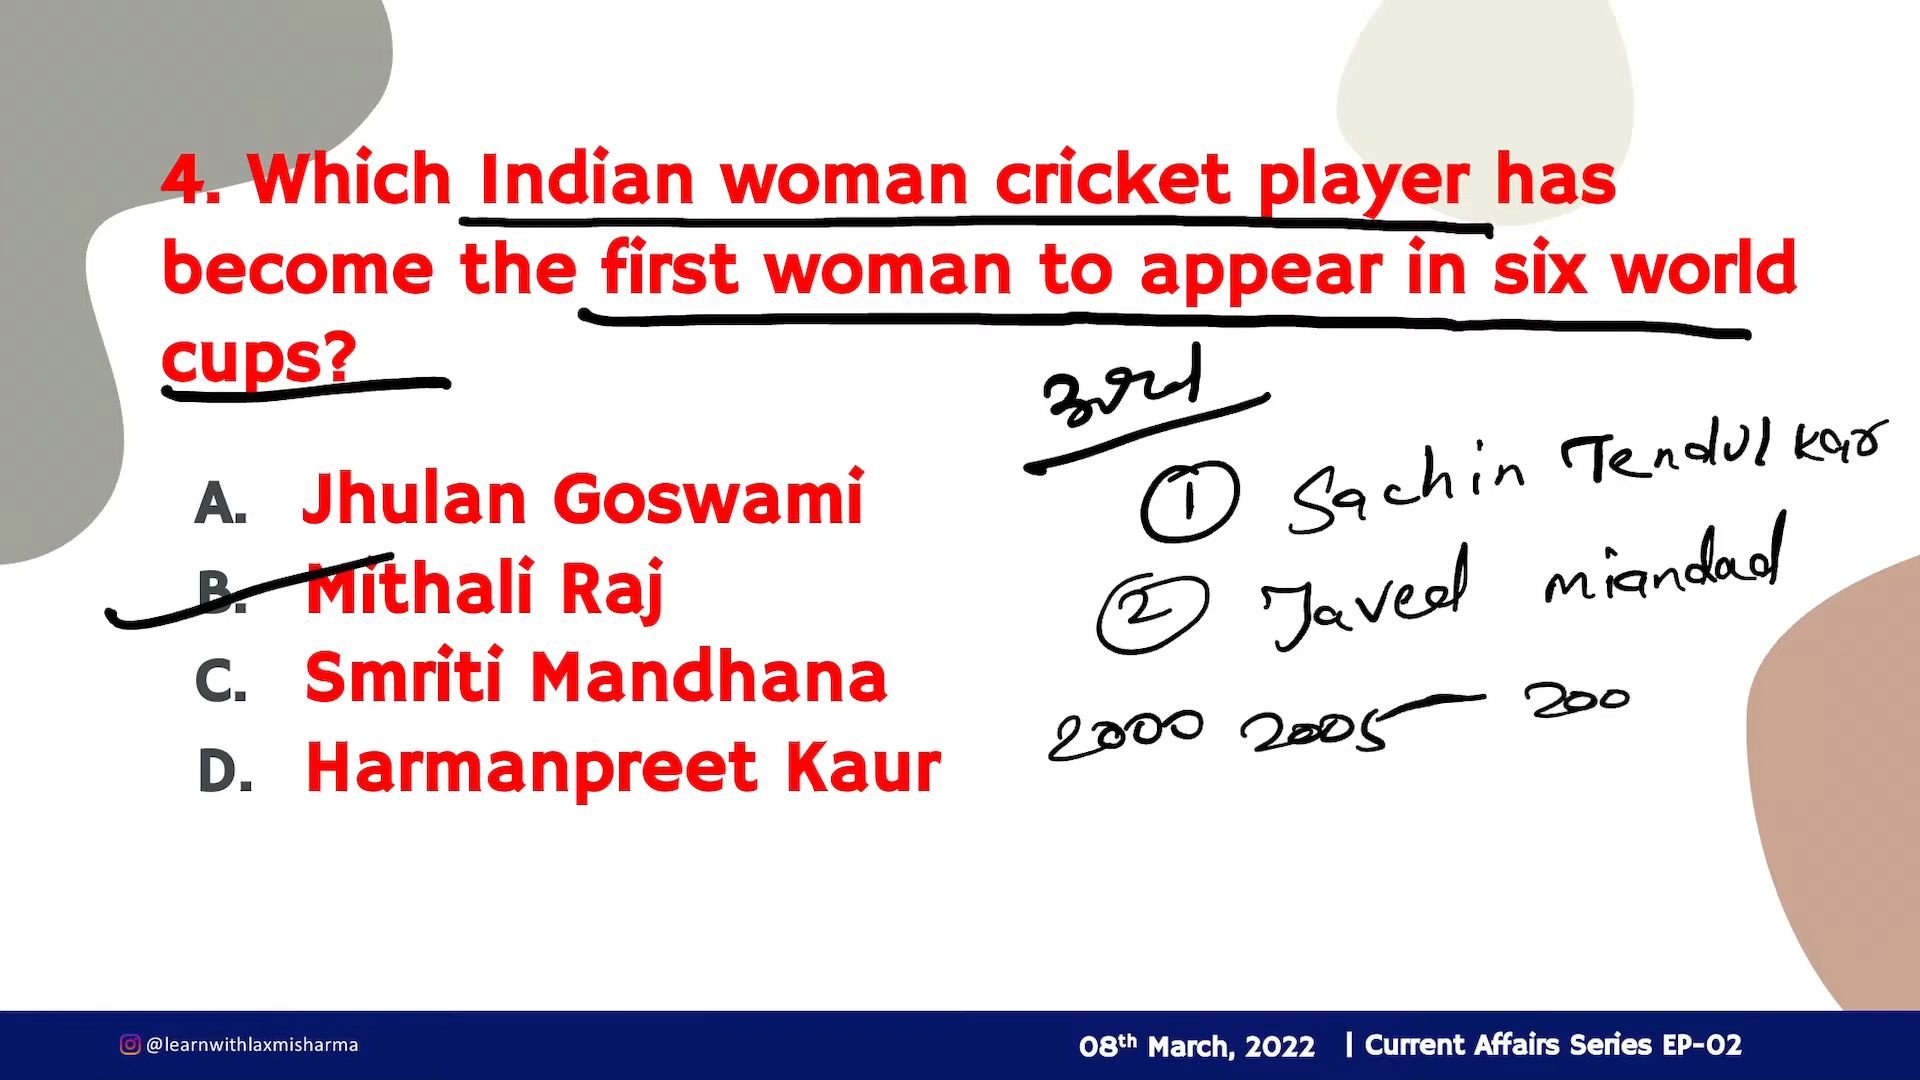 4. Which Indian woman cricket player has
become the first woman to appear in six world
cups?
A. Jhulan Goswami
B. Mithali Raj
C. Smriti Mandhana
D. Harmanpreet Kaur
① Sachin Tendulkar
② Javed miandad
2000 2005 — 200
@learnwithlaxmisharma
08th March, 2022 | Current Affairs Series EP-02